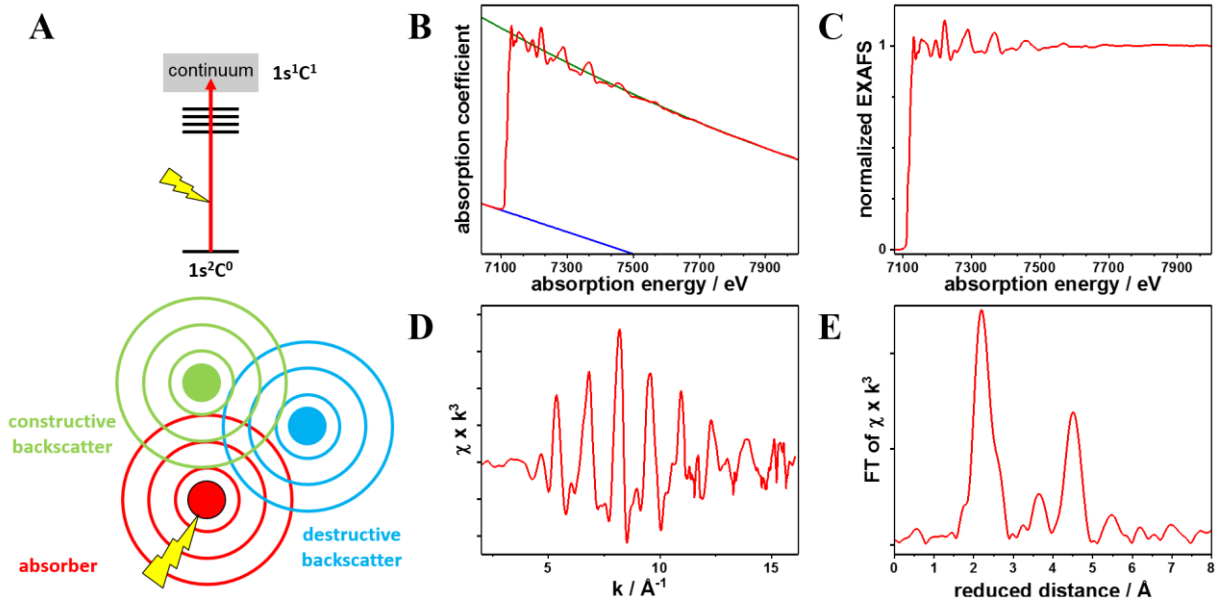 A
continuum
1s¹C¹
1s²C⁰
constructive
backscatter
destructive
backscatter
absorber
B
absorption coefficient
7100 7300 7500 7700 7900
absorption energy / eV
C
normalized EXAFS
1
0
7100 7300 7500 7700 7900
absorption energy / eV
D
χ x k³
5 10 15
k / Å⁻¹
E
FT of χ x k³
0 1 2 3 4 5 6 7 8
reduced distance / Å